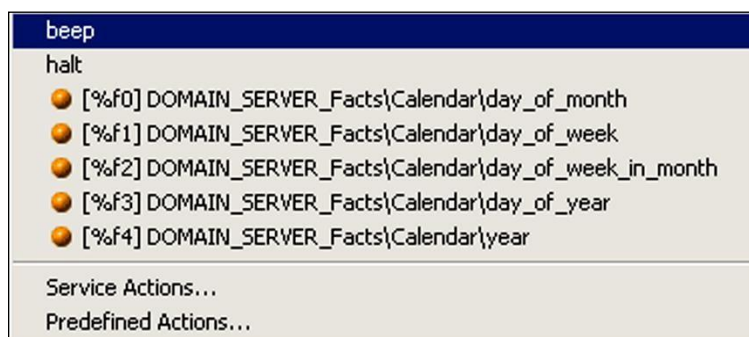 beep
halt
[%f0] DOMAIN_SERVER_Facts\Calendar\day_of_month
[%f1] DOMAIN_SERVER_Facts\Calendar\day_of_week
[%f2] DOMAIN_SERVER_Facts\Calendar\day_of_week_in_month
[%f3] DOMAIN_SERVER_Facts\Calendar\day_of_year
[%f4] DOMAIN_SERVER_Facts\Calendar\year
Service Actions...
Predefined Actions...